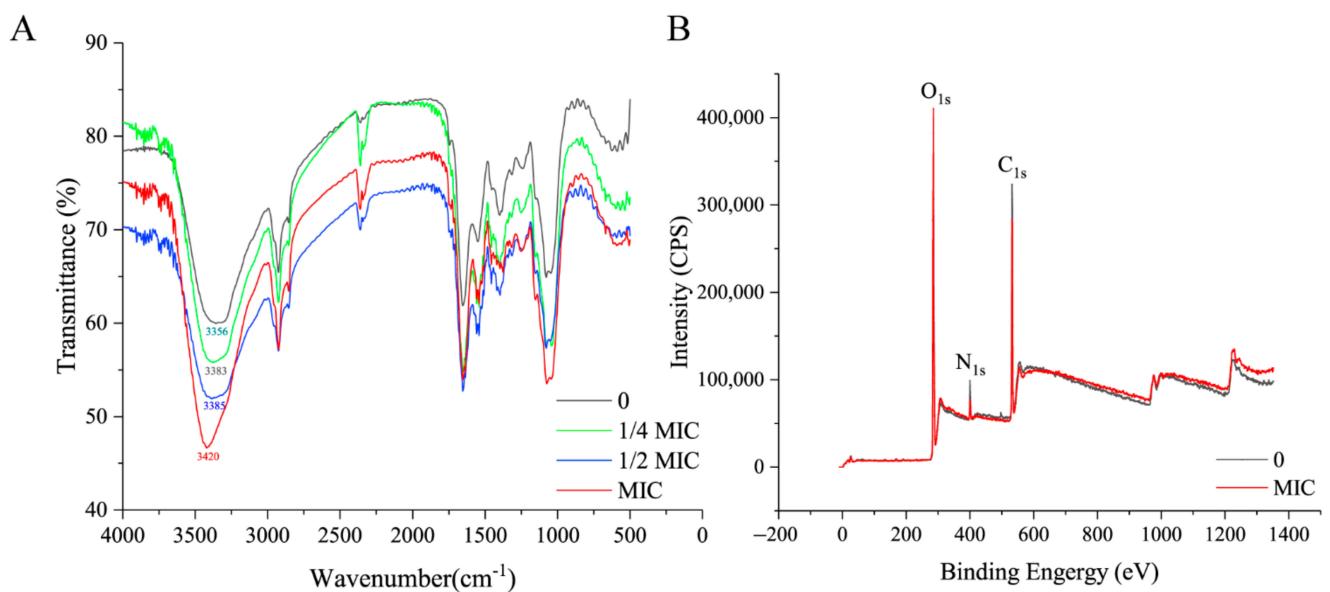 A
Transmittance (%)
90
80
70
60
50
40
3356
3383
3385
3420
0
1/4 MIC
1/2 MIC
MIC
4000 3500 3000 2500 2000 1500 1000 500 0
Wavenumber(cm⁻¹)
B
Intensity (CPS)
400,000
300,000
200,000
100,000
0
O₁ₛ
C₁ₛ
N₁ₛ
0
MIC
−200 0 200 400 600 800 1000 1200 1400
Binding Engergy (eV)